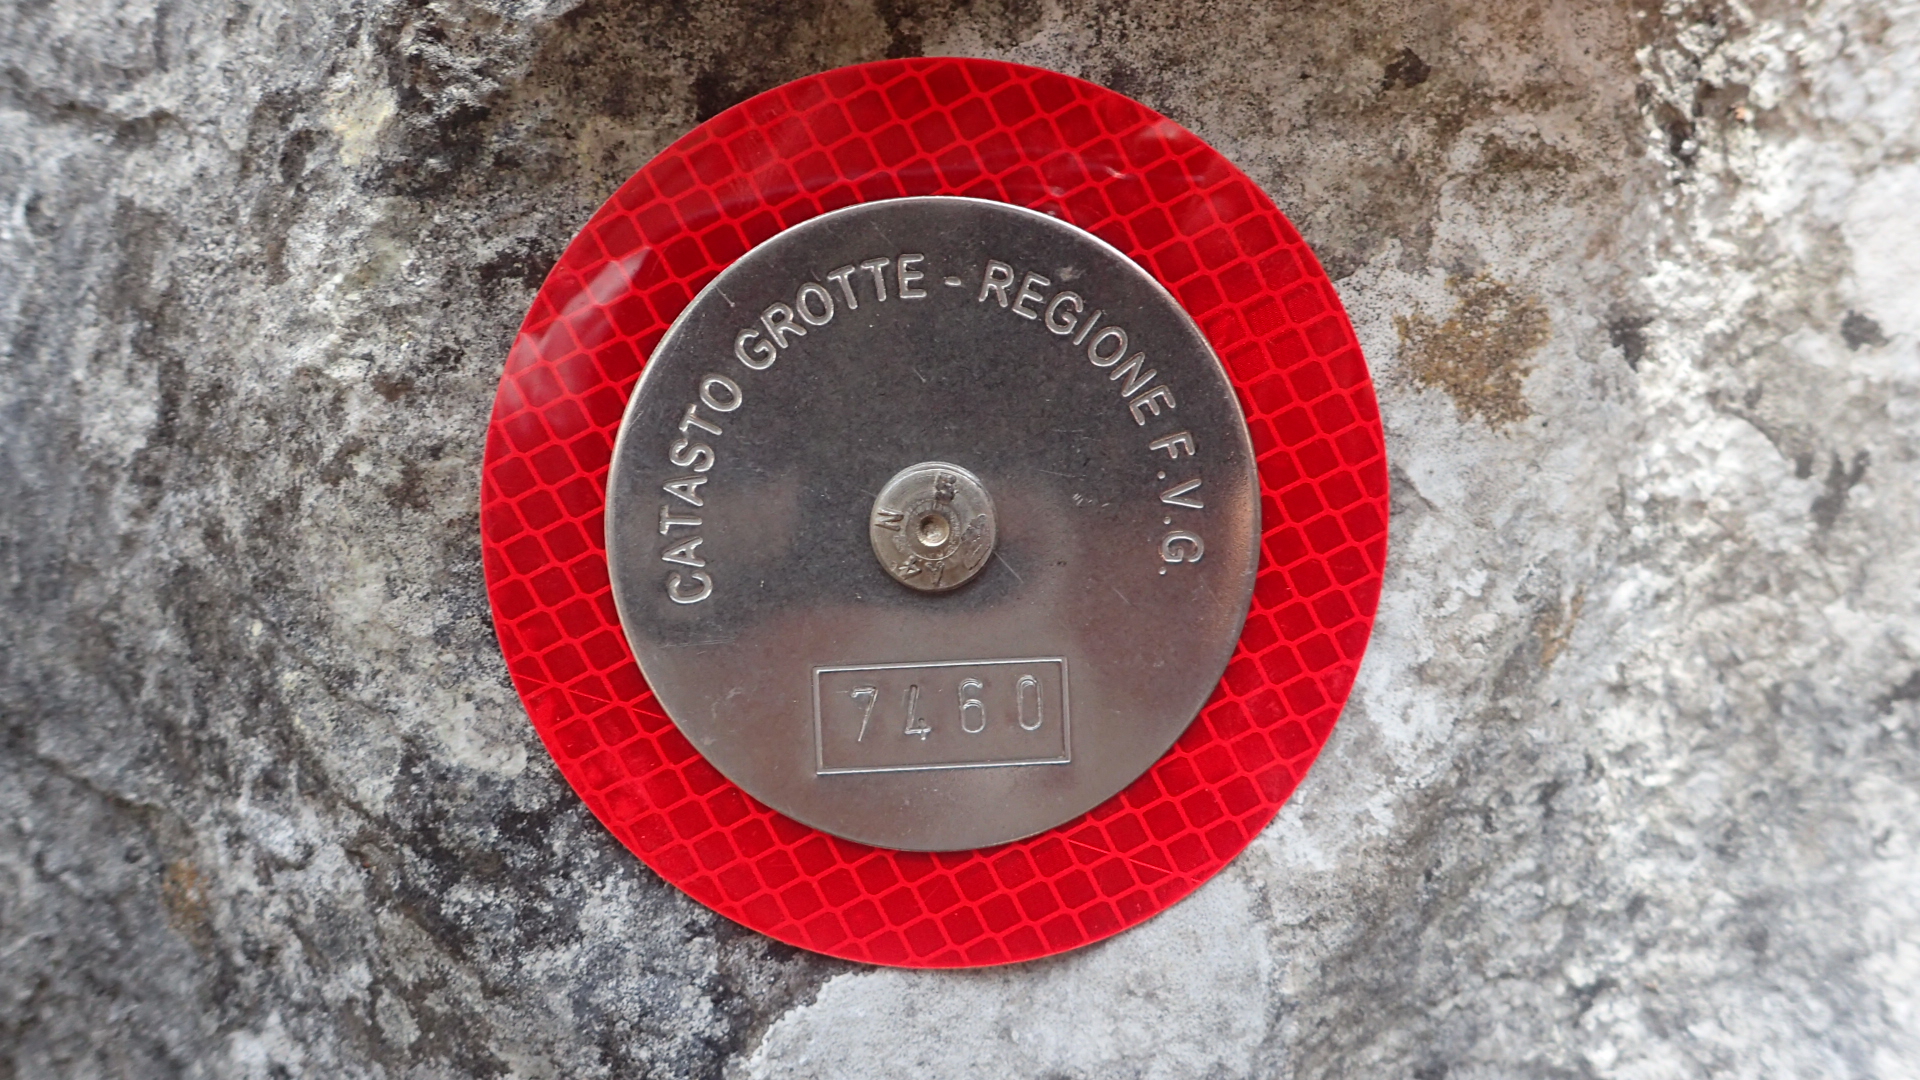 CATASTO GROTTE - REGIONE F.V.G.
7460